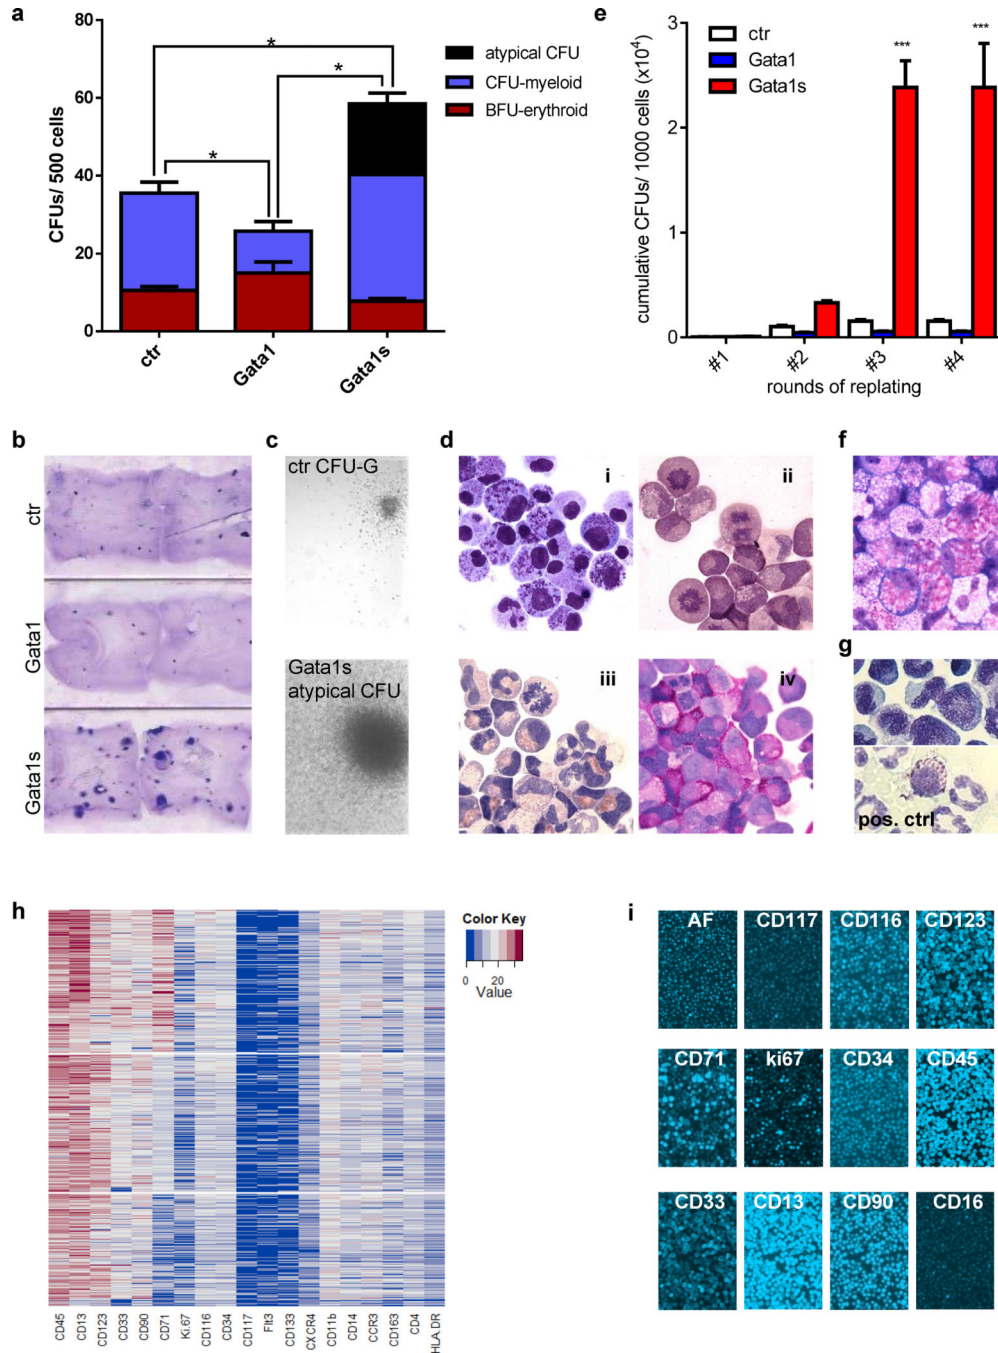 a
80
60
40
20
0
CFUs/ 500 cells
*
*
*
ctr
Gata1
Gata1s
atypical CFU
CFU-myeloid
BFU-erythroid
e
3
2
1
0
cumulative CFUs/ 1000 cells (x10⁴)
ctr
Gata1
Gata1s
***
***
#1
#2
#3
#4
rounds of replating
b
ctr
Gata1
Gata1s
c
ctr CFU-G
Gata1s
atypical CFU
d
i
ii
iii
iv
f
g
pos. ctrl
h
Color Key
0 20
Value
CD45
CD13
CD123
CD33
CD90
CD71
Ki.67
CD116
CD34
CD117
Flt3
CD133
CXCR4
CD11b
CD14
CCR3
CD163
CD4
HLA.DR
i
AF
CD117
CD116
CD123
CD71
ki67
CD34
CD45
CD33
CD13
CD90
CD16